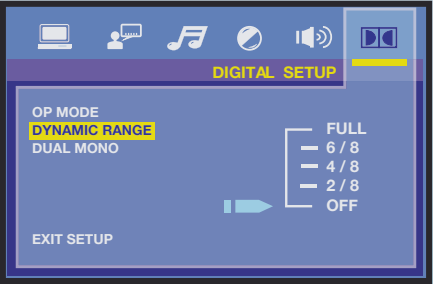 DIGITAL SETUP
OP MODE
DYNAMIC RANGE
DUAL MONO
FULL
6 / 8
4 / 8
2 / 8
OFF
EXIT SETUP